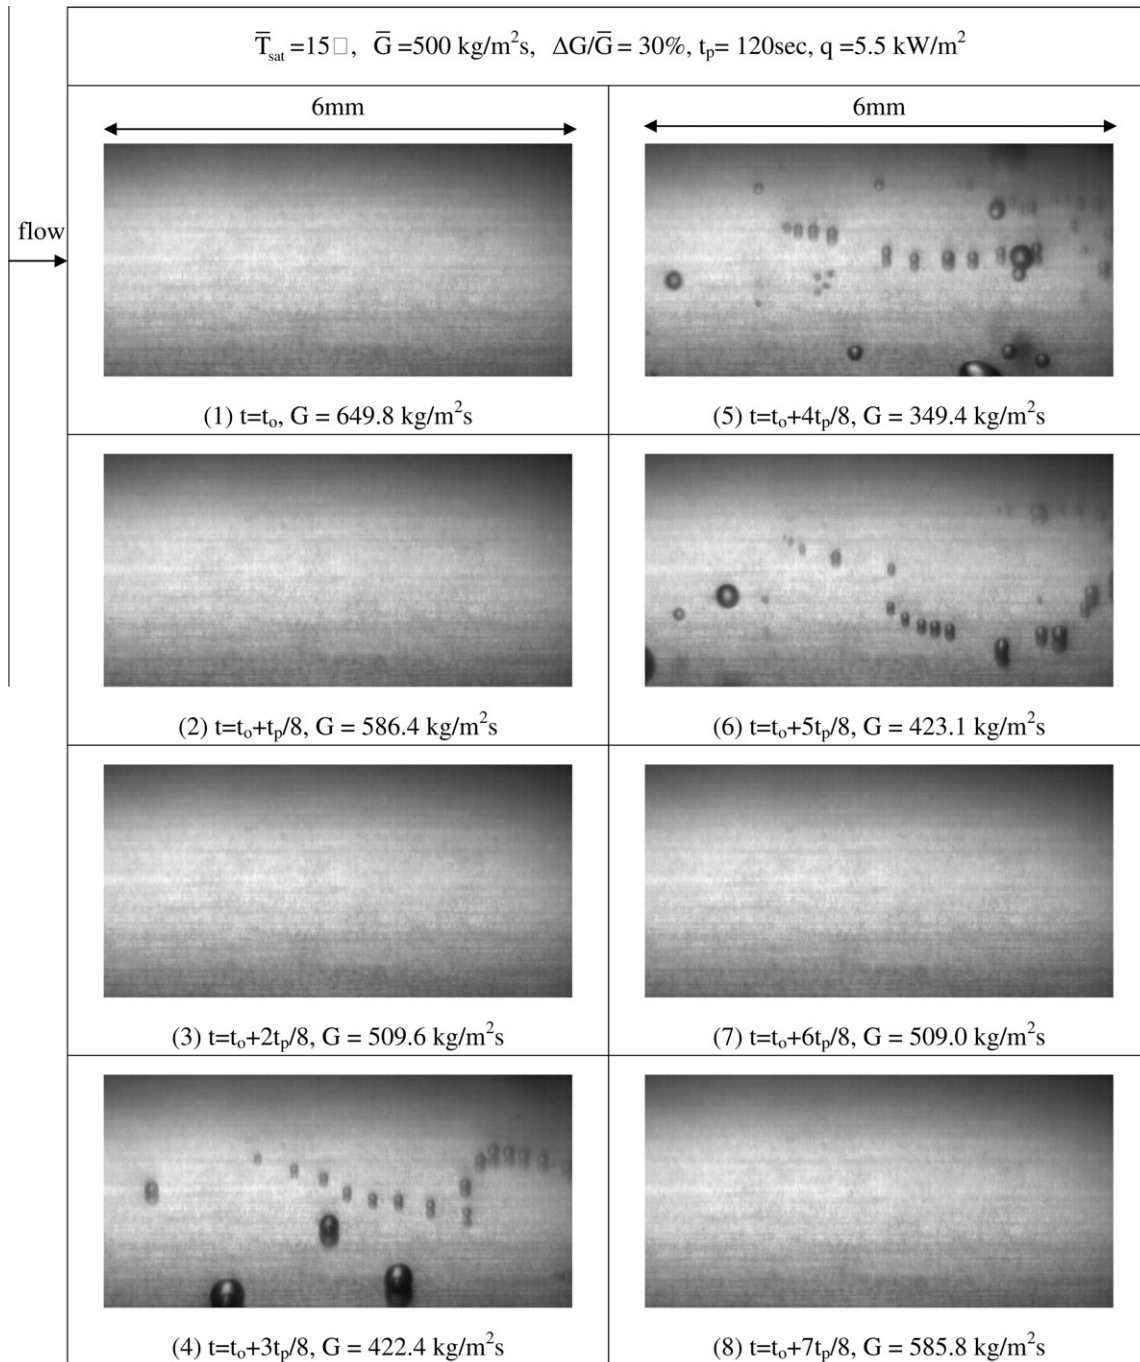 T̅sat =15□, G̅ =500 kg/m²s, ΔG/G̅ = 30%, tp= 120sec, q =5.5 kW/m²
6mm
flow
(1) t=to, G = 649.8 kg/m²s
(2) t=to+tp/8, G = 586.4 kg/m²s
(3) t=to+2tp/8, G = 509.6 kg/m²s
(4) t=to+3tp/8, G = 422.4 kg/m²s
6mm
(5) t=to+4tp/8, G = 349.4 kg/m²s
(6) t=to+5tp/8, G = 423.1 kg/m²s
(7) t=to+6tp/8, G = 509.0 kg/m²s
(8) t=to+7tp/8, G = 585.8 kg/m²s